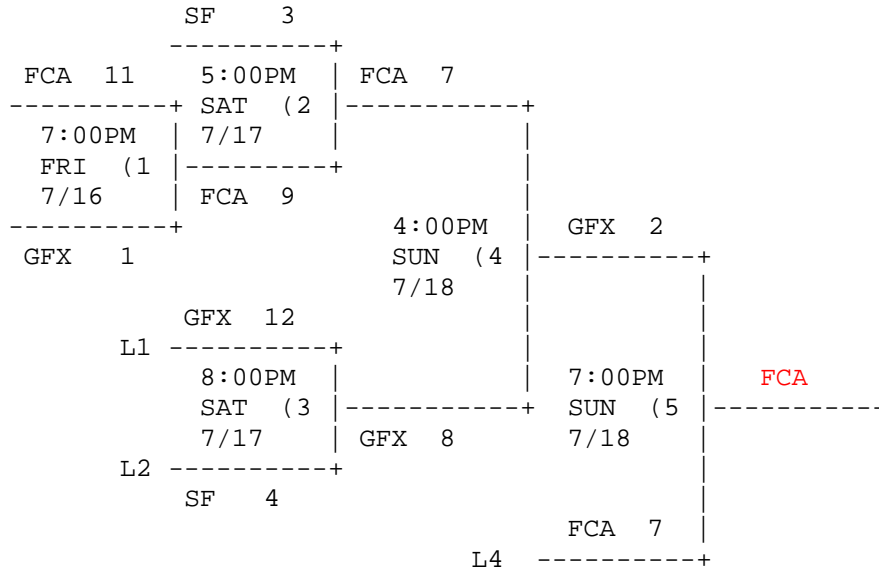 SF 3
FCA 11 5:00PM FCA 7
SAT (2
7:00PM 7/17
FRI (1
7/16 FCA 9
4:00PM GFX 2
GFX 1 SUN (4
7/18
GFX 12
L1
8:00PM 7:00PM FCA
SAT (3 SUN (5
7/17 GFX 8 7/18
L2
SF 4
FCA 7
L4